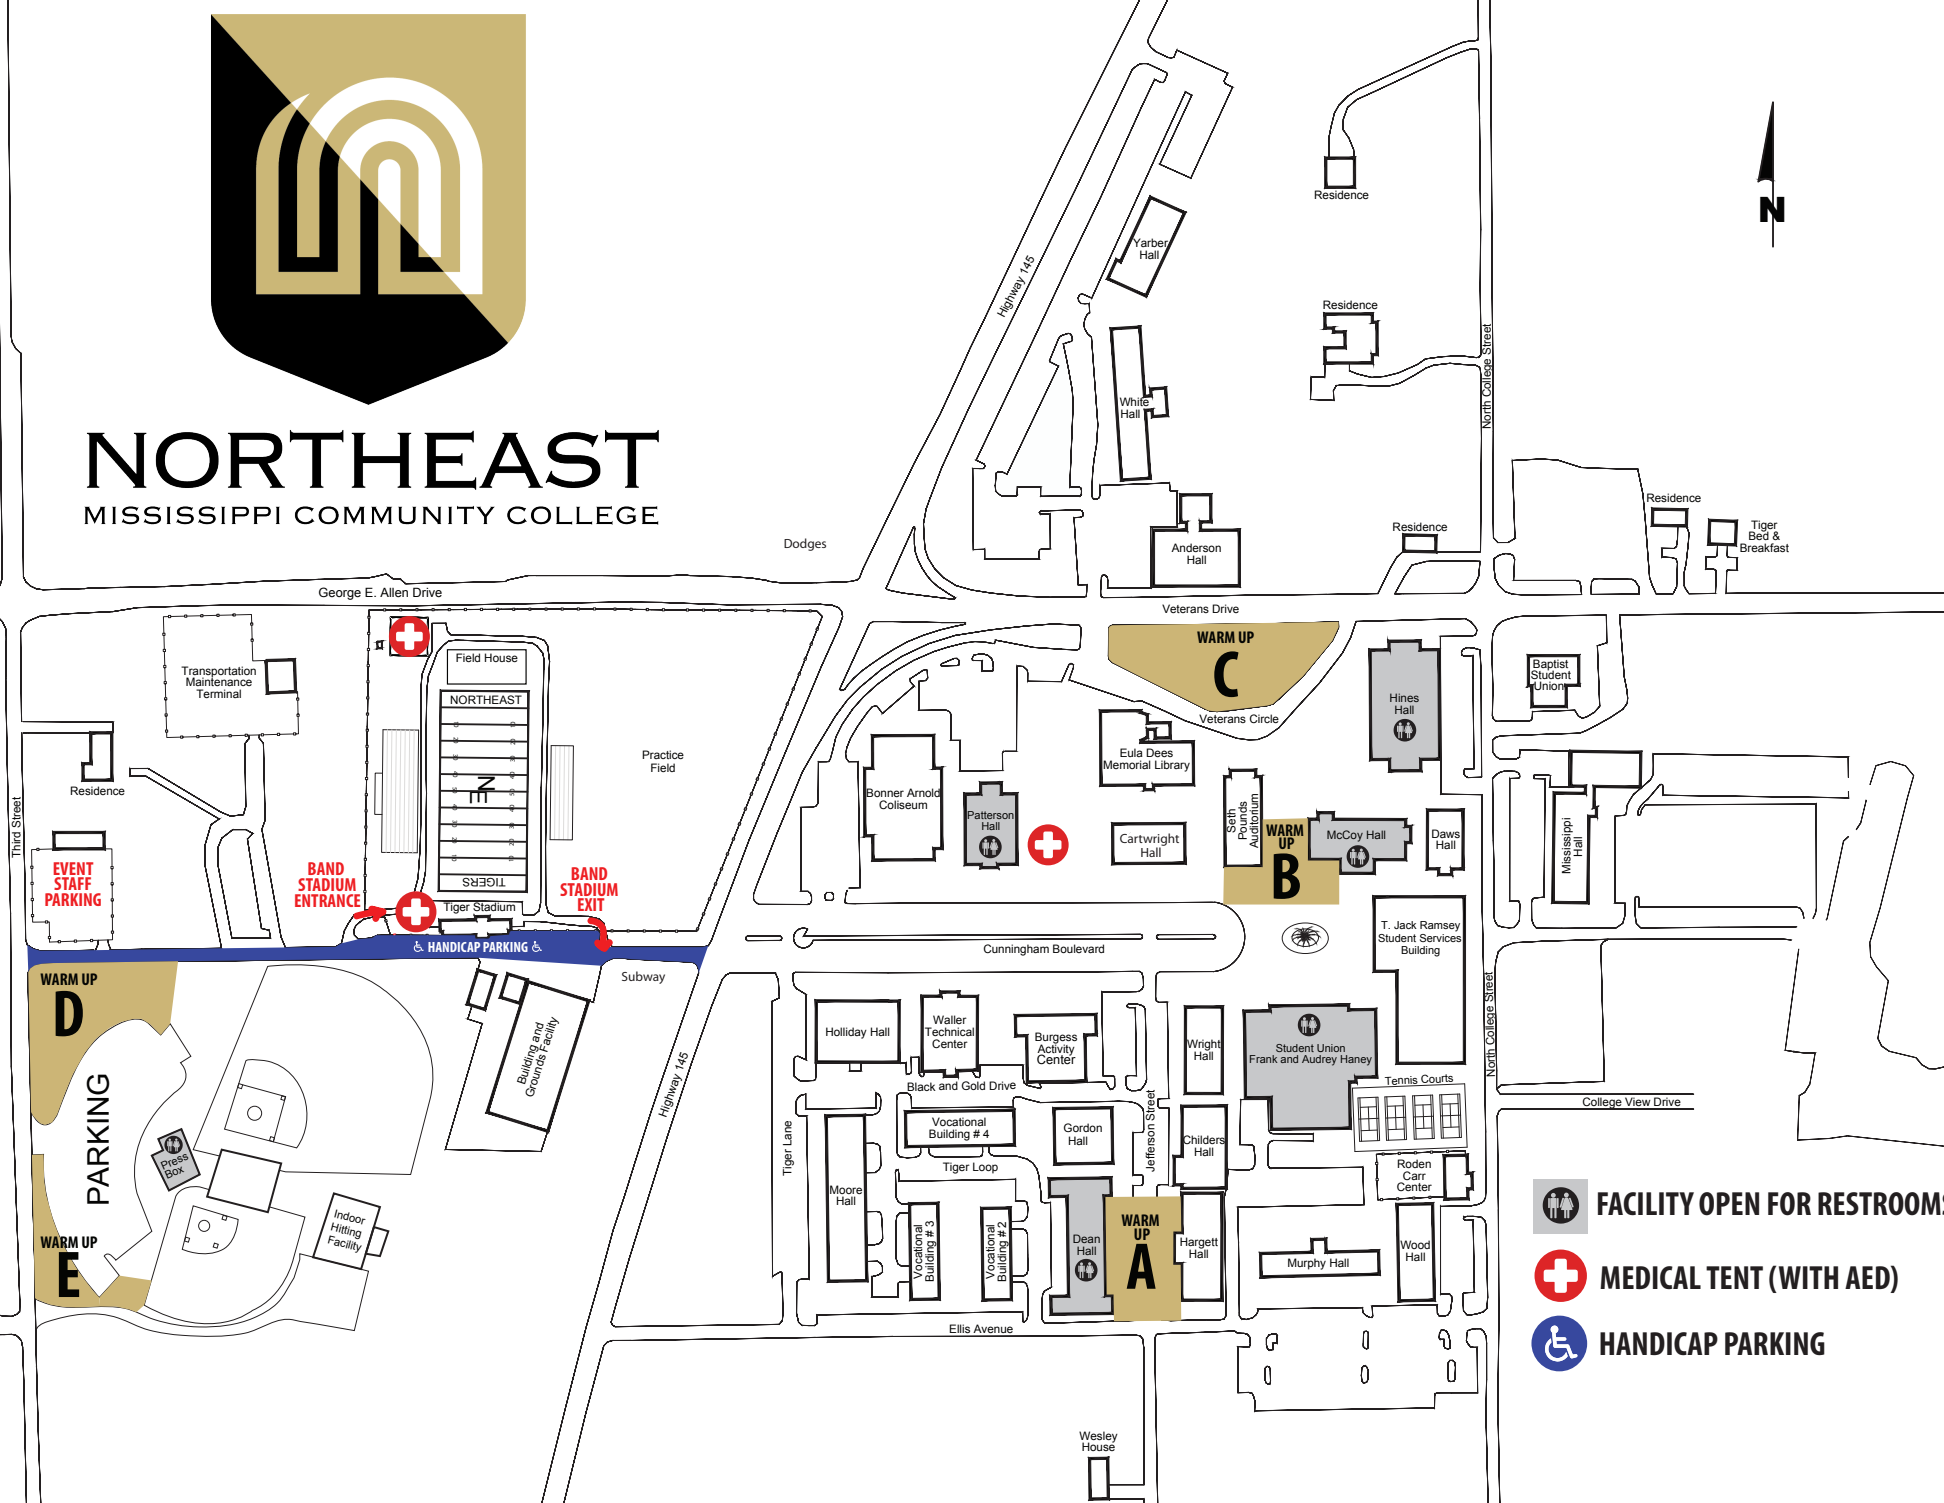 NORTHEAST
MISSISSIPPI COMMUNITY COLLEGE
N
Residence
Yarber
Hall
Highway 145
Residence
North College Street
White
Hall
Dodges
Anderson
Hall
Residence
Residence
Tiger
Bed &
Breakfast
George E. Allen Drive
Veterans Drive
WARM UP
C
Veterans Circle
Transportation
Maintenance
Terminal
Field House
NORTHEAST
NE
TIGERS
Practice
Field
Residence
Third Street
EVENT
STAFF
PARKING
BAND
STADIUM
ENTRANCE
BAND
STADIUM
EXIT
Tiger Stadium
HANDICAP PARKING
Subway
Bonner Arnold
Coliseum
Patterson
Hall
Eula Dees
Memorial Library
Cartwright
Hall
Seth
Pounds
Auditorium
WARM
UP
B
McCoy Hall
Hines
Hall
Daws
Hall
Baptist
Student
Union
Mississippi
Hall
T. Jack Ramsey
Student Services
Building
Cunningham Boulevard
WARM UP
D
PARKING
Press
Box
WARM UP
E
Indoor
Hitting
Facility
Building and
Grounds Facility
Highway 145
Holliday Hall
Waller
Technical
Center
Burgess
Activity
Center
Wright
Hall
Student Union
Frank and Audrey Haney
North College Street
Black and Gold Drive
Tennis Courts
College View Drive
Tiger Lane
Vocational
Building # 4
Gordon
Hall
Jefferson Street
Childers
Hall
Tiger Loop
Moore
Hall
Vocational
Building # 3
Vocational
Building # 2
Dean
Hall
WARM
UP
A
Hargett
Hall
Roden
Carr
Center
Murphy Hall
Wood
Hall
Ellis Avenue
Wesley
House
FACILITY OPEN FOR RESTROOMS
MEDICAL TENT (WITH AED)
HANDICAP PARKING